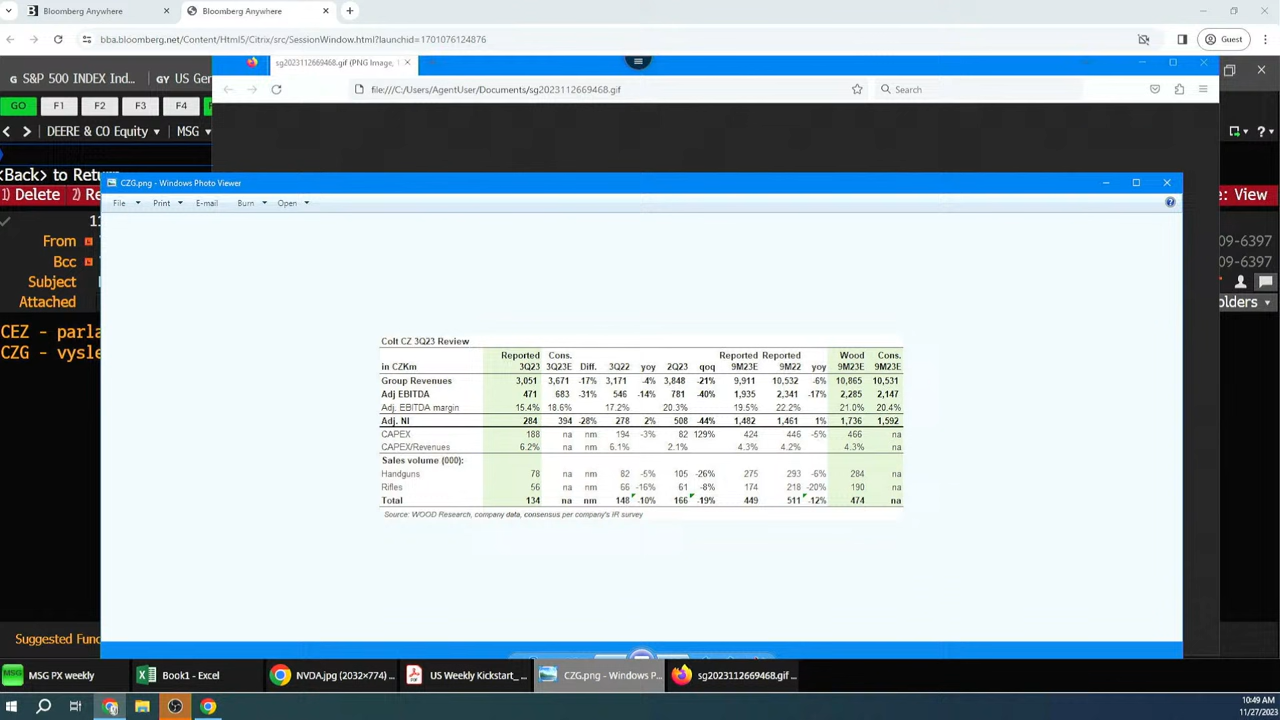 Bloomberg Anywhere
Bloomberg Anywhere
bba.bloomberg.net/Content/Html5/Citrix/src/SessionWindow.html?launchid=1701076124876
Guest
sg2023112669468.gif (PNG Image,
G S&P 500 INDEX Ind...
GY US Ger
GO F1 F2 F3 F4
file:///C:/Users/AgentUser/Documents/sg2023112669468.gif
Search
DEERE & CO Equity MSG
<Back> to Retur
1) Delete 2) Re
: View
CZG.png - Windows Photo Viewer
File Print E-mail Burn Open
11
From
09-6397
Bcc
09-6397
Subject
Attached
olders
CEZ - parla
CZG - vysle
Colt CZ 3Q23 Review
Reported Cons. Reported Reported Wood Cons.
in CZKm 3Q23 3Q23E Diff. 3Q22 yoy 2Q23 qoq 9M23E 9M22 yoy 9M23E 9M23E
Group Revenues 3,051 3,671 -17% 3,171 -4% 3,848 -21% 9,911 10,532 -6% 10,865 10,531
Adj EBITDA 471 683 -31% 546 -14% 781 -40% 1,935 2,341 -17% 2,285 2,147
Adj. EBITDA margin 15.4% 18.6% 17.2% 20.3% 19.5% 22.2% 21.0% 20.4%
Adj. NI 284 394 -28% 278 2% 508 -44% 1,482 1,461 1% 1,736 1,592
CAPEX 188 na nm 194 -3% 82 129% 424 446 -5% 466 na
CAPEX/Revenues 6.2% na nm 6.1% 2.1% 4.3% 4.2% 4.3% na
Sales volume (000):
Handguns 78 na nm 82 -5% 105 -26% 275 293 -6% 284 na
Rifles 56 na nm 66 -16% 61 -8% 174 218 -20% 190 na
Total 134 na nm 148 -10% 166 -19% 449 511 -12% 474 na
Source: WOOD Research, company data, consensus per company's IR survey
Suggested Func
MSG PX weekly
Book1 - Excel
NVDA.jpg (2032×774) ...
US Weekly Kickstart_ ...
CZG.png - Windows P...
sg2023112669468.gif ...
10:49 AM
11/27/2023